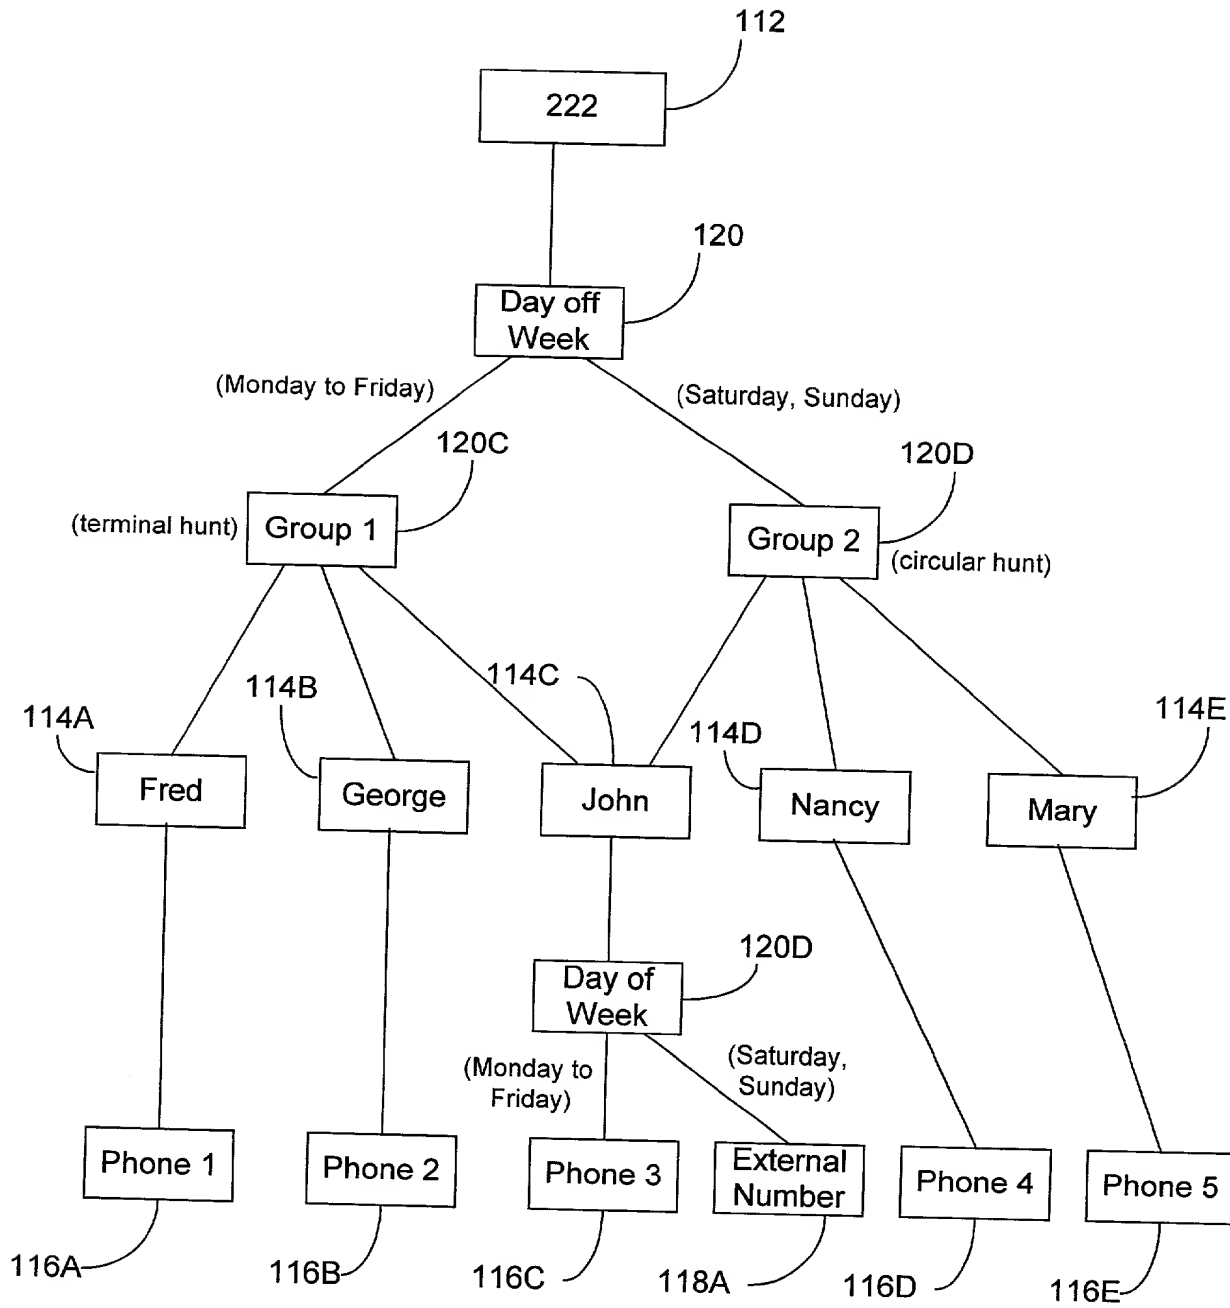 112
222
120
Day off
Week
(Monday to Friday)
(Saturday, Sunday)
120C
120D
(terminal hunt)
Group 1
Group 2
(circular hunt)
114A
114B
114C
114D
114E
Fred
George
John
Nancy
Mary
120D
Day of
Week
(Monday to
Friday)
(Saturday,
Sunday)
Phone 1
Phone 2
Phone 3
External
Number
Phone 4
Phone 5
116A
116B
116C
118A
116D
116E